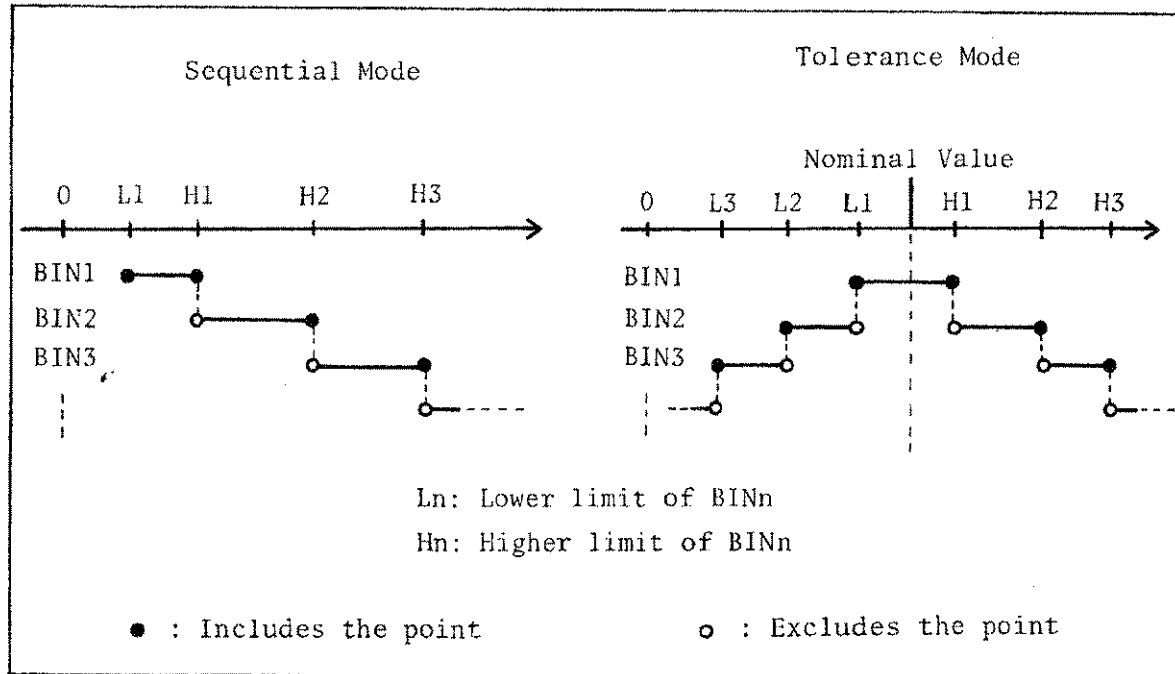 Sequential Mode
0 L1 H1 H2 H3
BIN1
BIN2
BIN3
Tolerance Mode
Nominal Value
0 L3 L2 L1 H1 H2 H3
BIN1
BIN2
BIN3
Ln: Lower limit of BINn
Hn: Higher limit of BINn
● : Includes the point
o : Excludes the point